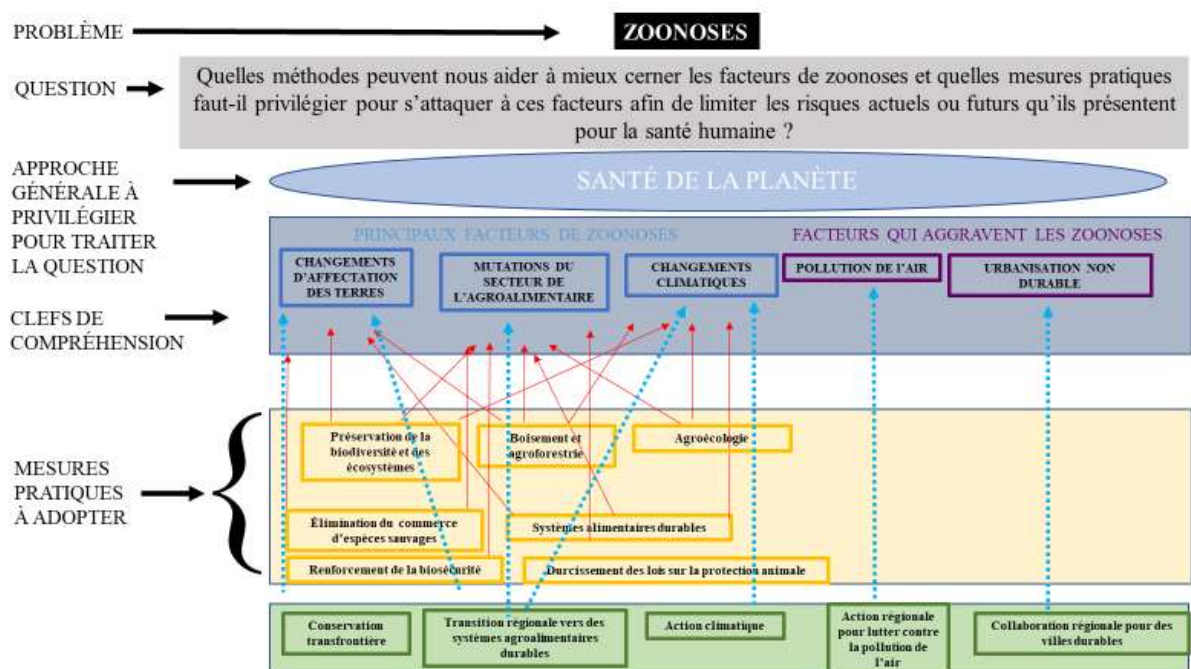 PROBLÈME
ZOONOSES
QUESTION
Quelles méthodes peuvent nous aider à mieux cerner les facteurs de zoonoses et quelles mesures pratiques
faut-il privilégier pour s'attaquer à ces facteurs afin de limiter les risques actuels ou futurs qu'ils présentent
pour la santé humaine ?
APPROCHE
GÉNÉRALE À
PRIVILÉGIER
POUR TRAITER
LA QUESTION
SANTÉ DE LA PLANÈTE
CLEFS DE
COMPRÉHENSION
PRINCIPAUX FACTEURS DE ZOONOSES
FACTEURS QUI AGGRAVENT LES ZOONOSES
CHANGEMENTS
D'AFFECTATION
DES TERRES
MUTATIONS DU
SECTEUR DE
L'AGROALIMENTAIRE
CHANGEMENTS
CLIMATIQUES
POLLUTION DE l'AIR
URBANISATION NON
DURABLE
MESURES
PRATIQUES
À ADOPTER
Préservation de la
biodiversité et des
écosystèmes
Boisement et
agroforestrie
Agroécologie
Élimination du commerce
d'espèces sauvages
Systèmes alimentaires durables
Renforcement de la biosécurité
Durcissement des lois sur la protection animale
Conservation
transfrontière
Transition régionale vers des
systèmes agroalimentaires
durables
Action climatique
Action régionale
pour lutter contre
la pollution de
l'air
Collaboration régionale pour des
villes durables